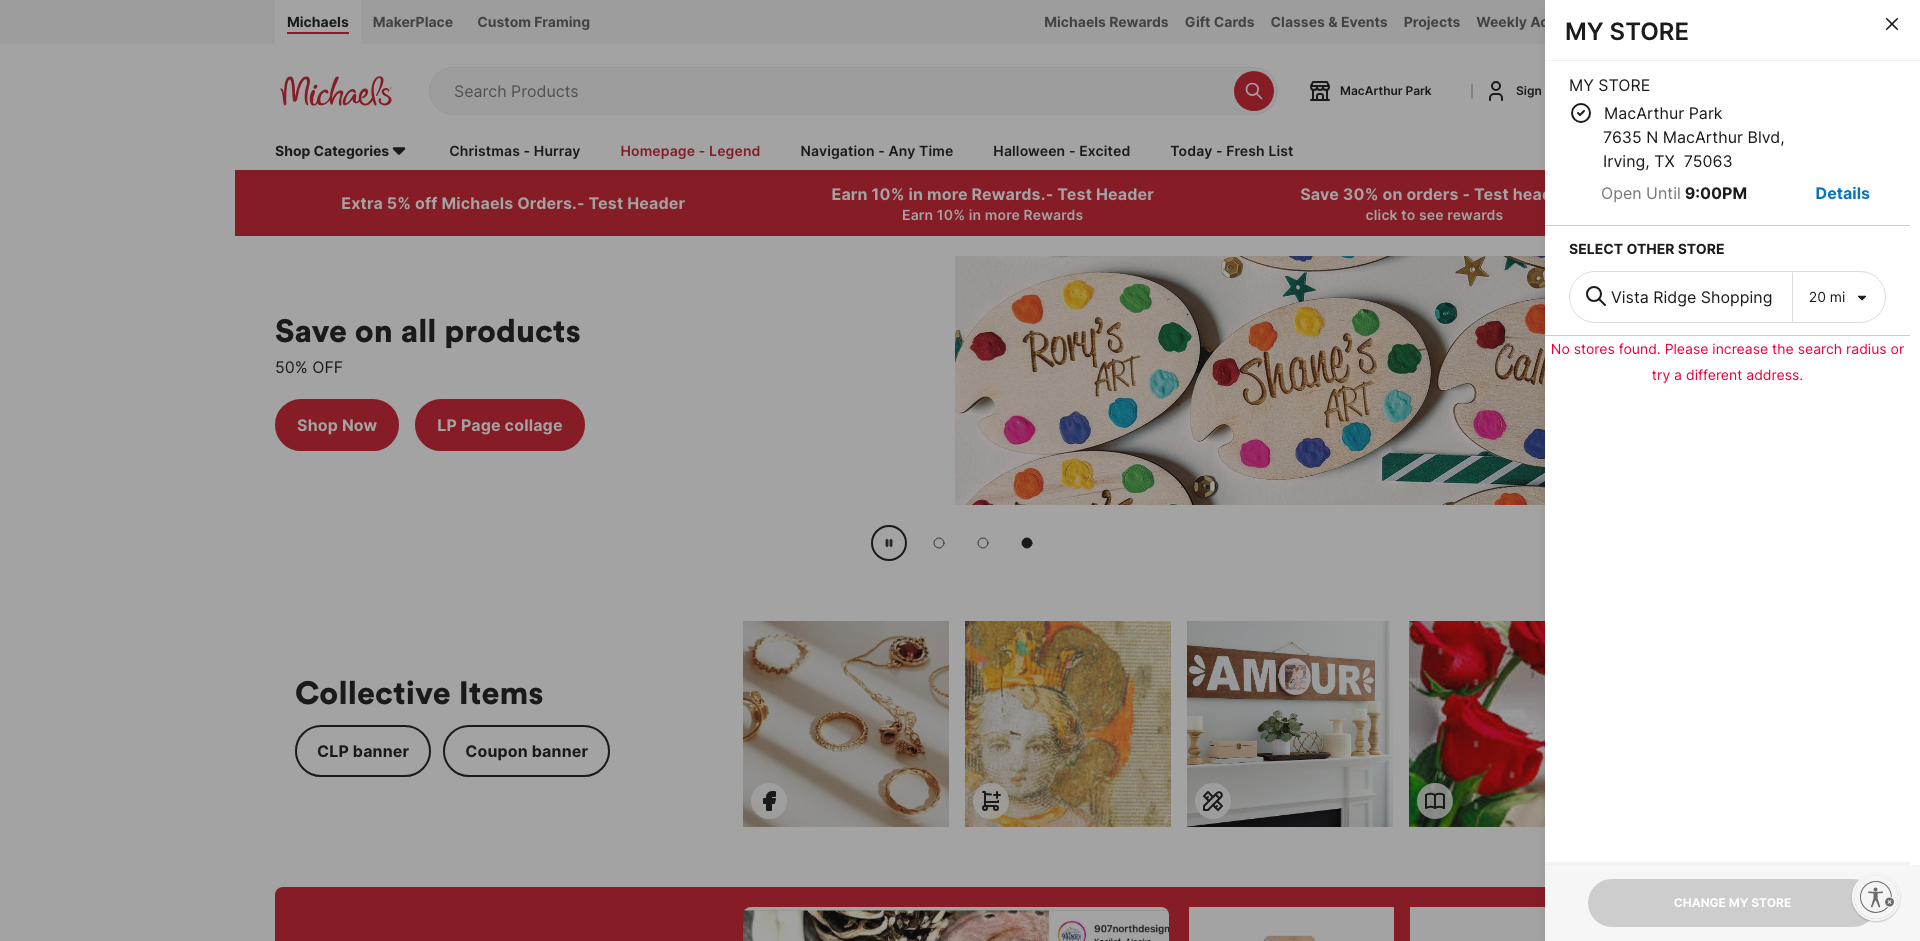 Michaels
MakerPlace
Custom Framing
Michaels Rewards
Gift Cards
Classes & Events
Projects
Weekly
Michaels
Search Products
MacArthur Park
Sign
Shop Categories
Christmas - Hurray
Homepage - Legend
Navigation - Any Time
Halloween - Excited
Today - Fresh List
Extra 5% off Michaels Orders.- Test Header
Earn 10% in more Rewards.- Test Header
Earn 10% in more Rewards
Save 30% on orders - Test
click to see rewards
Save on all products
50% OFF
Shop Now
LP Page collage
Rory's
ART
Shane's
ART
Collective Items
CLP banner
Coupon banner
AMOUR
907northdesign
MY STORE
MY STORE
MacArthur Park
7635 N MacArthur Blvd,
Irving, TX 75063
Open Until 9:00PM
Details
SELECT OTHER STORE
Vista Ridge Shopping
20 mi
No stores found. Please increase the search radius or
try a different address.
CHANGE MY STORE